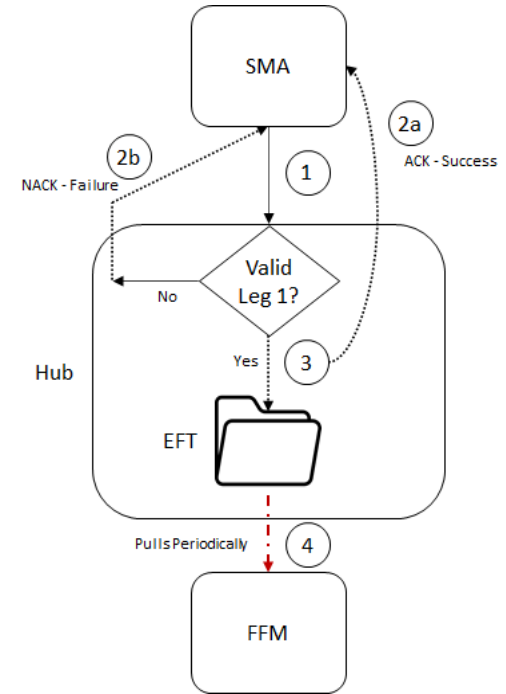 SMA
2a
2b
ACK - Success
1
NACK - Failure
Valid
Leg 1?
No
Yes
3
Hub
EFT
Pulls Periodically
4
FFM